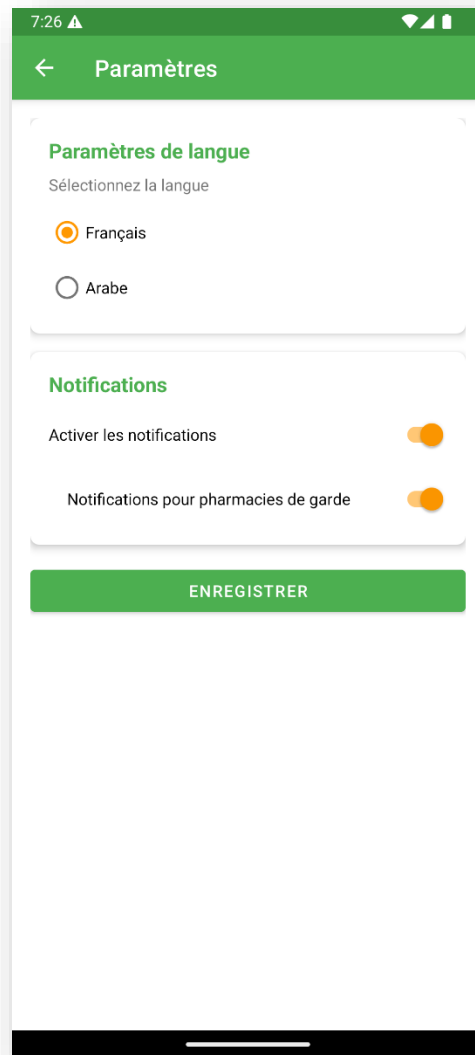 7:26
Paramètres
Paramètres de langue
Sélectionnez la langue
Français
Arabe
Notifications
Activer les notifications
Notifications pour pharmacies de garde
ENREGISTRER